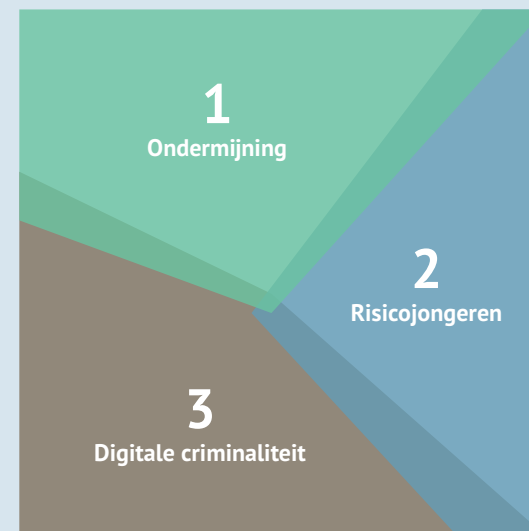 1
Ondermijning
2
Risicojongeren
3
Digitale criminaliteit